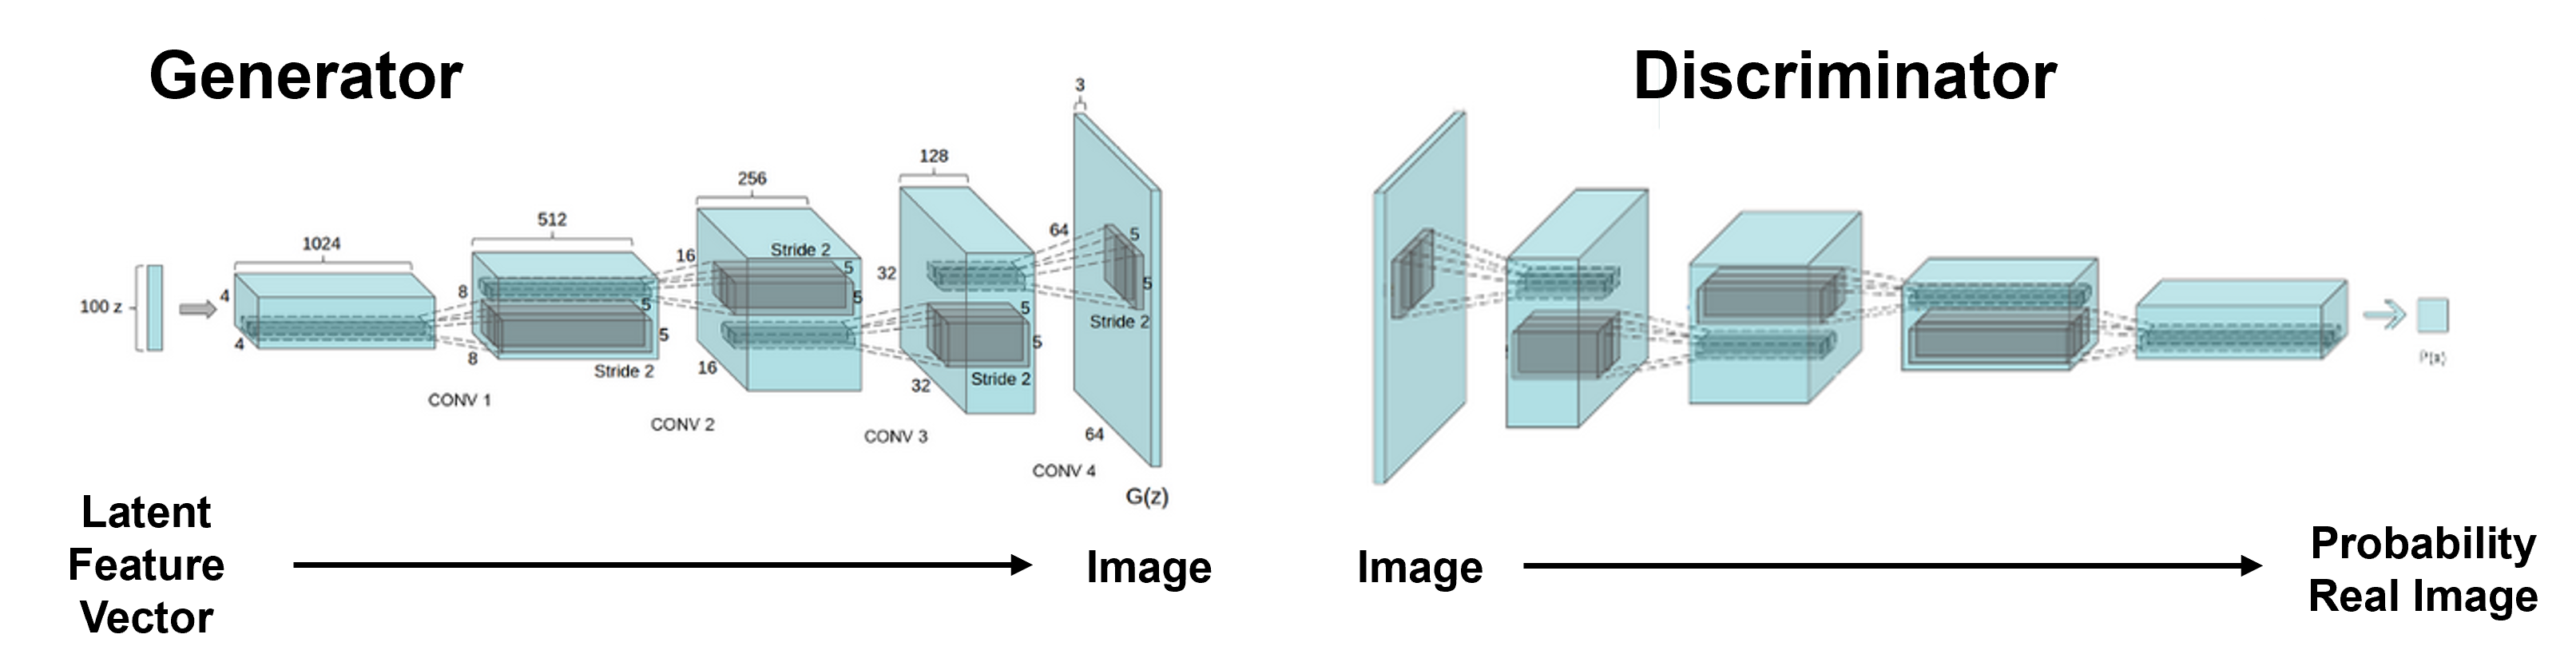 Generator
Discriminator
3
128
256
512
1024
100 z
4
4
8
8
5
5
Stride 2
CONV 1
16
16
Stride 2
5
5
CONV 2
32
32
5
5
Stride 2
CONV 3
64
64
5
5
Stride 2
CONV 4
G(z)
P(x)
Latent
Feature
Vector
Image
Image
Probability
Real Image